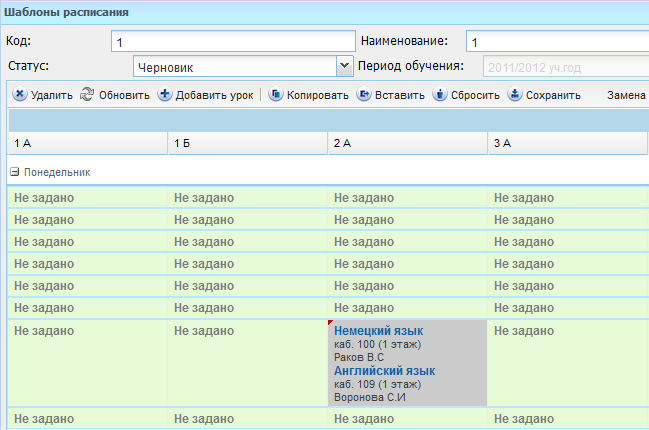 Шаблоны расписания
Код: 1 Наименование: 1
Статус: Черновик Период обучения: 2011/2012 уч.год
Удалить Обновить Добавить урок Копировать Вставить Сбросить Сохранить Замена
1 А 1 Б 2 А 3 А
Понедельник
Не задано Не задано Не задано Не задано
Не задано Не задано Не задано Не задано
Не задано Не задано Не задано Не задано
Не задано Не задано Не задано Не задано
Не задано Не задано Не задано Не задано
Не задано Не задано Не задано Не задано
Не задано Не задано Немецкий язык Не задано
каб. 100 (1 этаж)
Раков В.С
Английский язык
каб. 109 (1 этаж)
Воронова С.И
Не задано Не задано Не задано Не задано